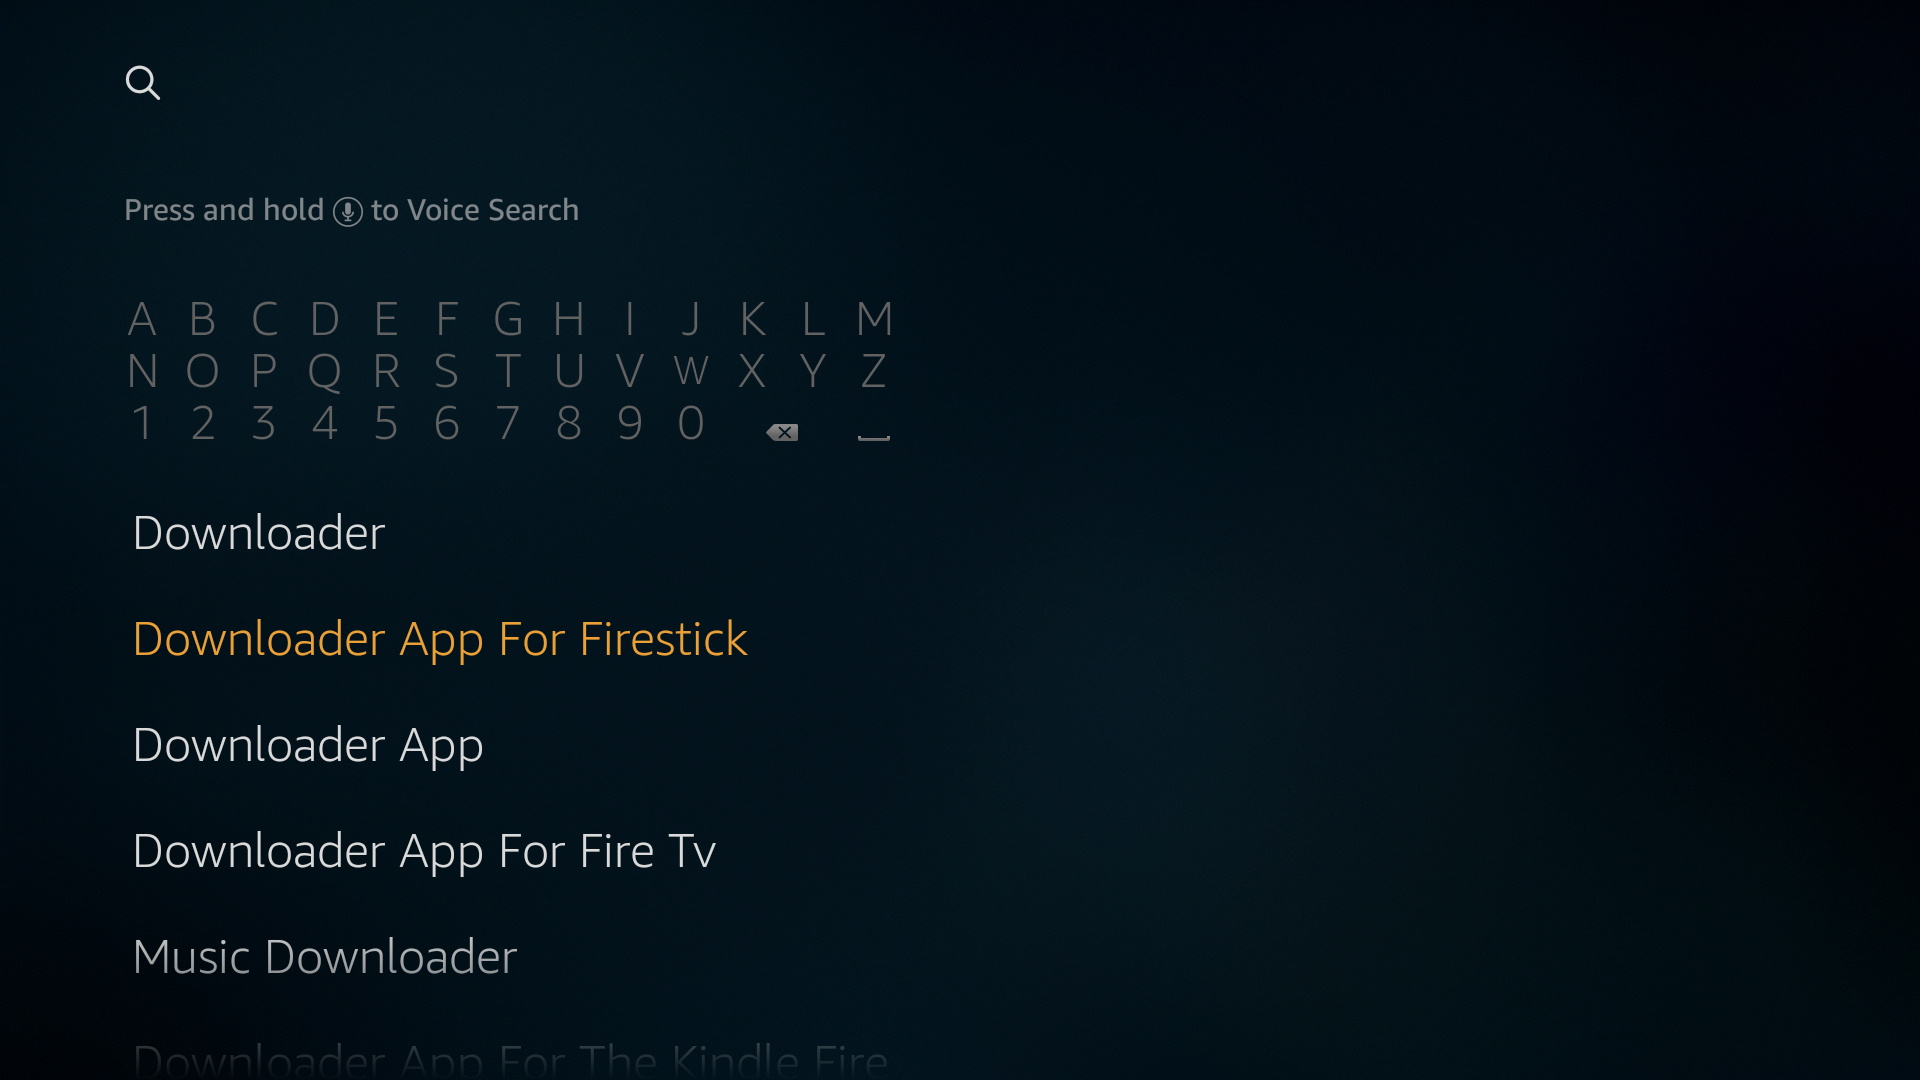 Press and hold to Voice Search
A B C D E F G H I J K L M
N O P Q R S T U V W X Y Z
1 2 3 4 5 6 7 8 9 0
Downloader
Downloader App For Firestick
Downloader App
Downloader App For Fire Tv
Music Downloader
Downloader App For The Kindle Fire